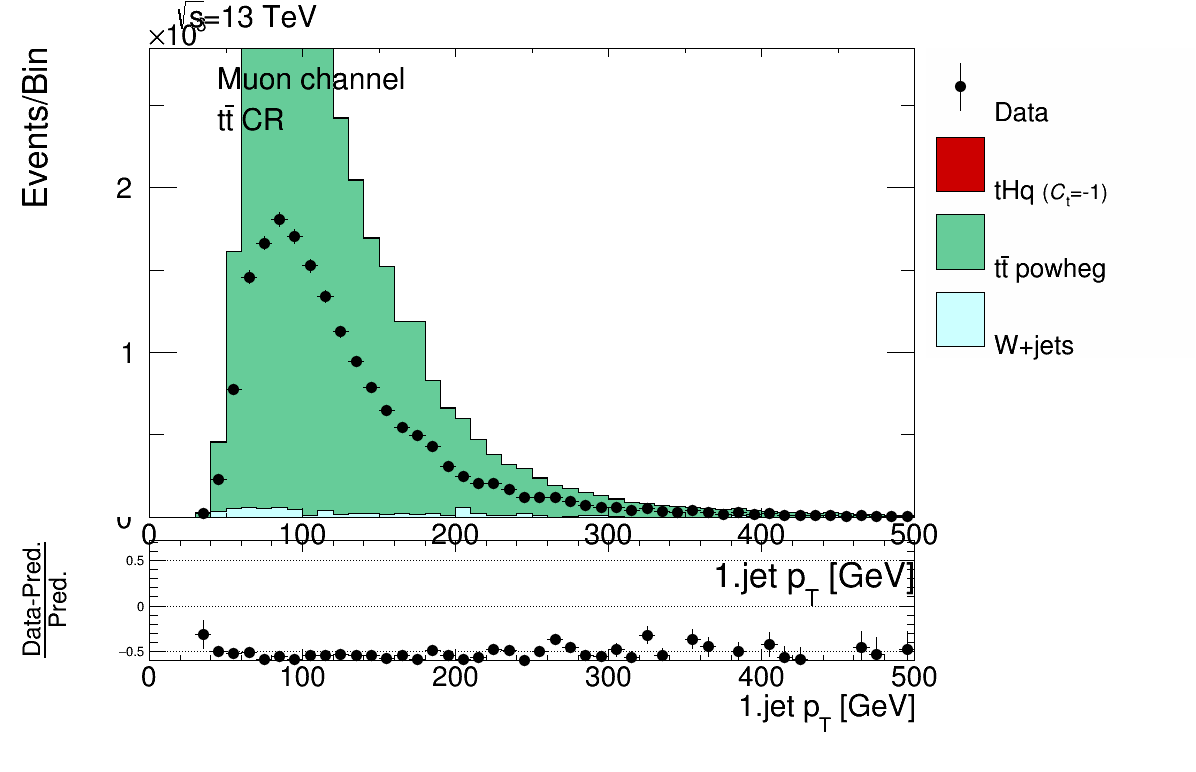 √s=13 TeV
×10³
Events/Bin
Muon channel
tt̄ CR
2
1
0
0 100 200 300 400 500
1.jet p_T [GeV]
Data
tHq (C_t=-1)
tt̄ powheg
W+jets
Data-Pred.
Pred.
0.5
0
−0.5
0 100 200 300 400 500
1.jet p_T [GeV]